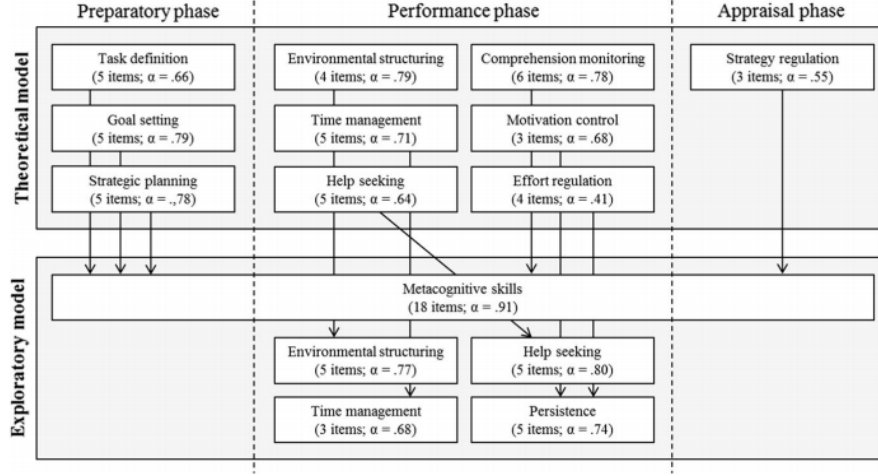 Preparatory phase
Performance phase
Appraisal phase
Theoretical model
Task definition
(5 items; α = .66)
Goal setting
(5 items; α = .79)
Strategic planning
(5 items; α = .,78)
Environmental structuring
(4 items; α = .79)
Time management
(5 items; α = .71)
Help seeking
(5 items; α = .64)
Comprehension monitoring
(6 items; α = .78)
Motivation control
(3 items; α = .68)
Effort regulation
(4 items; α = .41)
Strategy regulation
(3 items; α = .55)
Exploratory model
Metacognitive skills
(18 items; α = .91)
Environmental structuring
(5 items; α = .77)
Time management
(3 items; α = .68)
Help seeking
(5 items; α = .80)
Persistence
(5 items; α = .74)